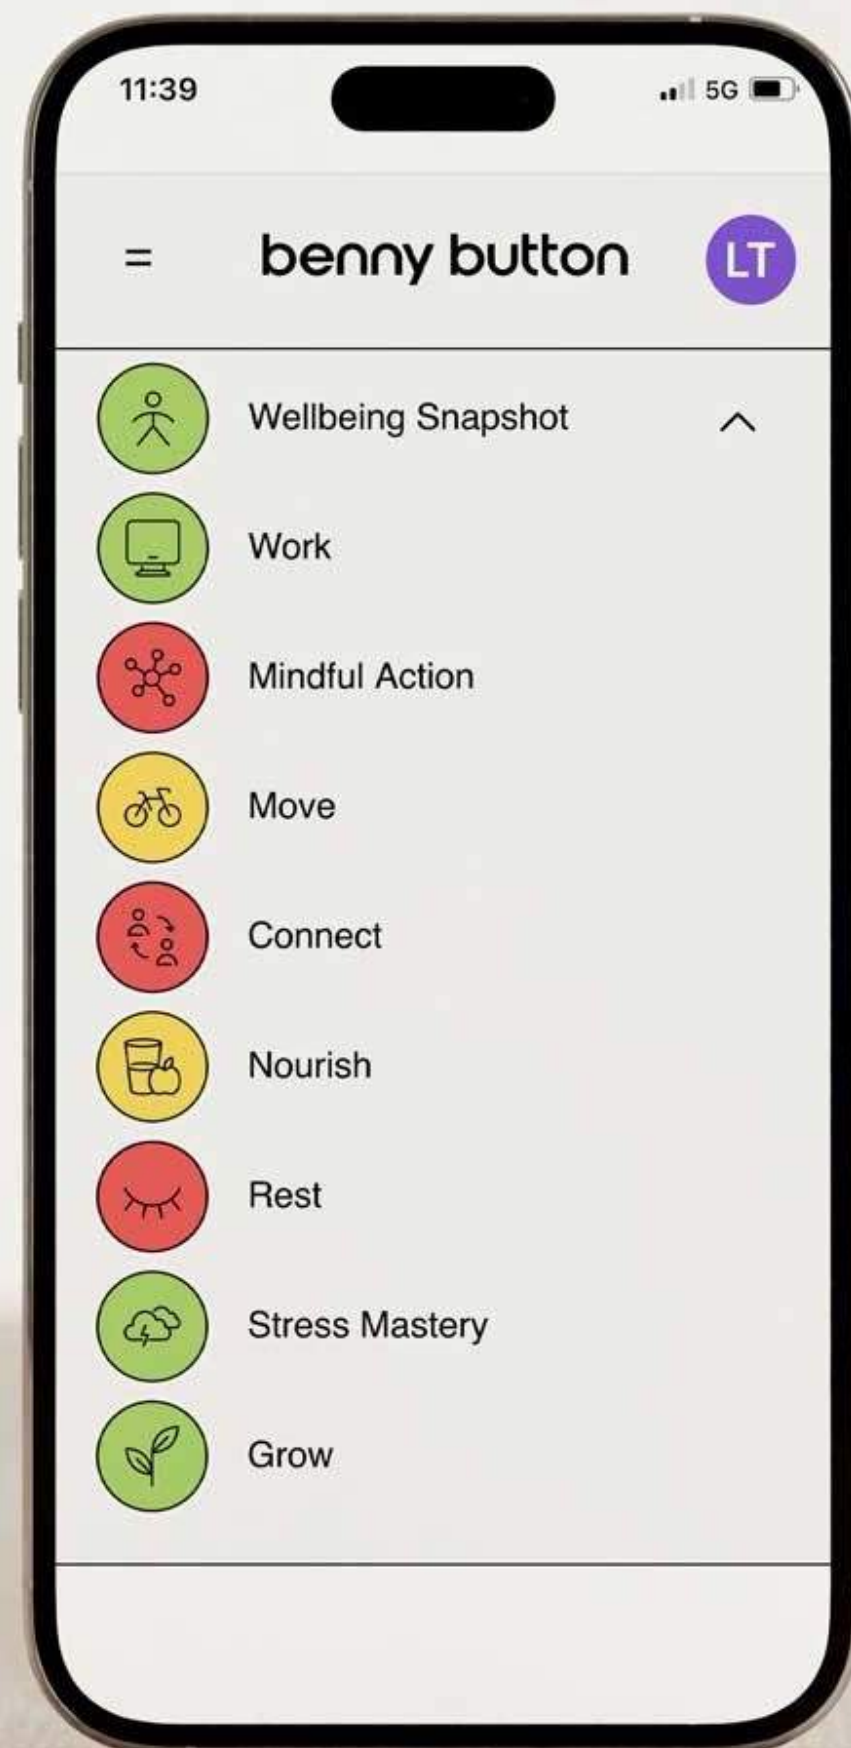 11:39
5G
benny button
LT
Wellbeing Snapshot
Work
Mindful Action
Move
Connect
Nourish
Rest
Stress Mastery
Grow